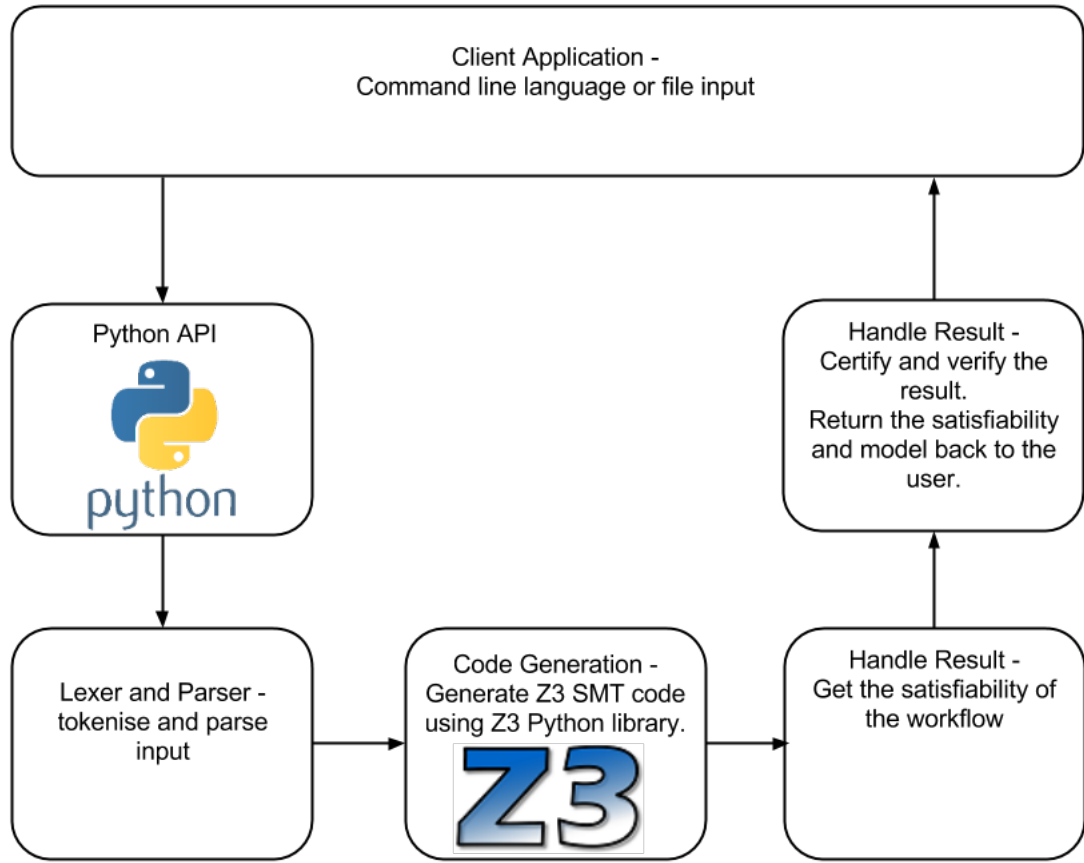 Client Application -
Command line language or file input
Python API
python
Handle Result -
Certify and verify the
result.
Return the satisfiability
and model back to the
user.
Lexer and Parser -
tokenise and parse
input
Code Generation -
Generate Z3 SMT code
using Z3 Python library.
Z3
Handle Result -
Get the satisfiability of
the workflow